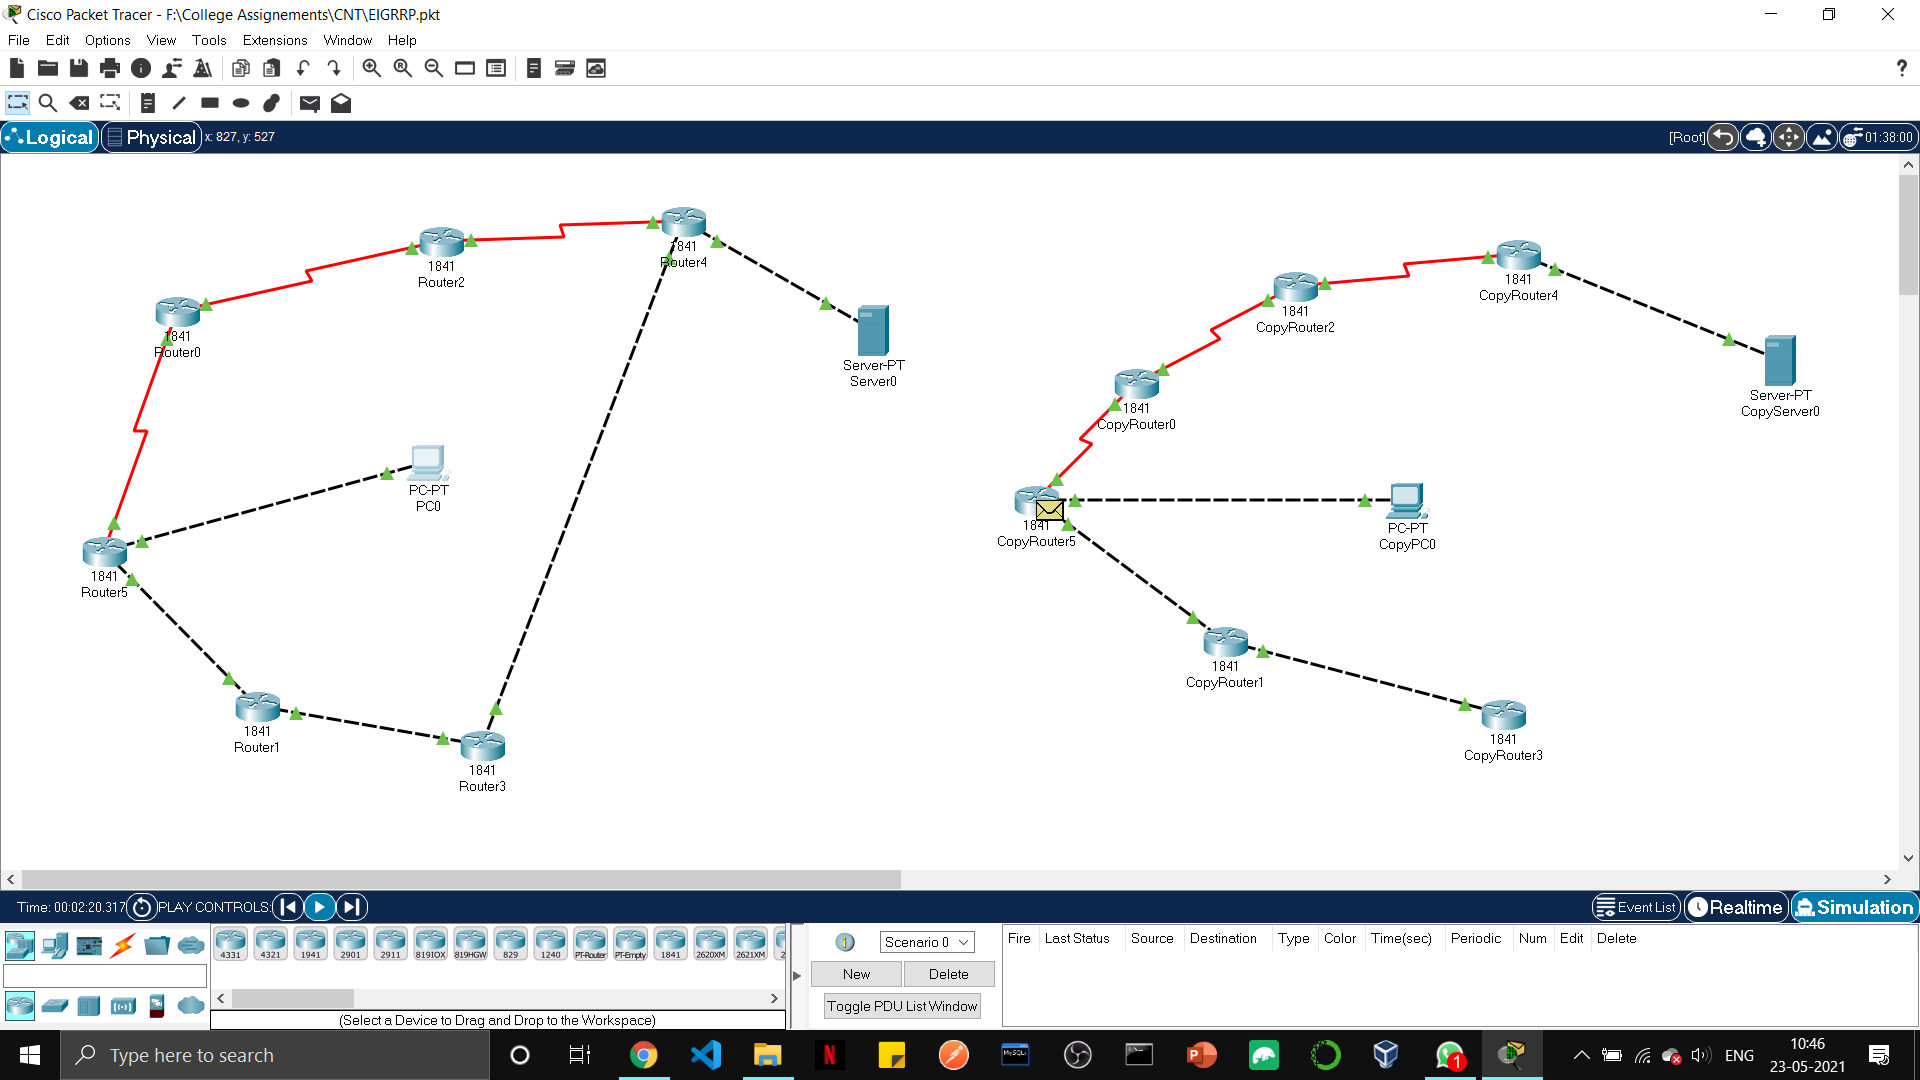 Cisco Packet Tracer - F:\College Assignements\CNT\EIGRRP.pkt
File Edit Options View Tools Extensions Window Help
?
Logical Physical x: 827, y: 527 [Root] 01:38:00
1841
Router4
1841
Router2
1841
CopyRouter4
1841
CopyRouter2
1841
Router0
Server-PT
Server0
Server-PT
CopyServer0
1841
CopyRouter0
PC-PT
PC0
1841
CopyRouter5
PC-PT
CopyPC0
1841
Router5
1841
CopyRouter1
1841
Router1
1841
CopyRouter3
1841
Router3
Time: 00:02:20.317 PLAY CONTROLS: Event List Realtime Simulation
4331 4321 1941 2901 2911 819IOX 819HGW 829 1240 PT-Router PT-Empty 1841 2620XM 2621XM 2
(Select a Device to Drag and Drop to the Workspace)
Scenario 0
New Delete
Toggle PDU List Window
Fire Last Status Source Destination Type Color Time(sec) Periodic Num Edit Delete
Type here to search
MySQL
1
ENG
10:46
23-05-2021